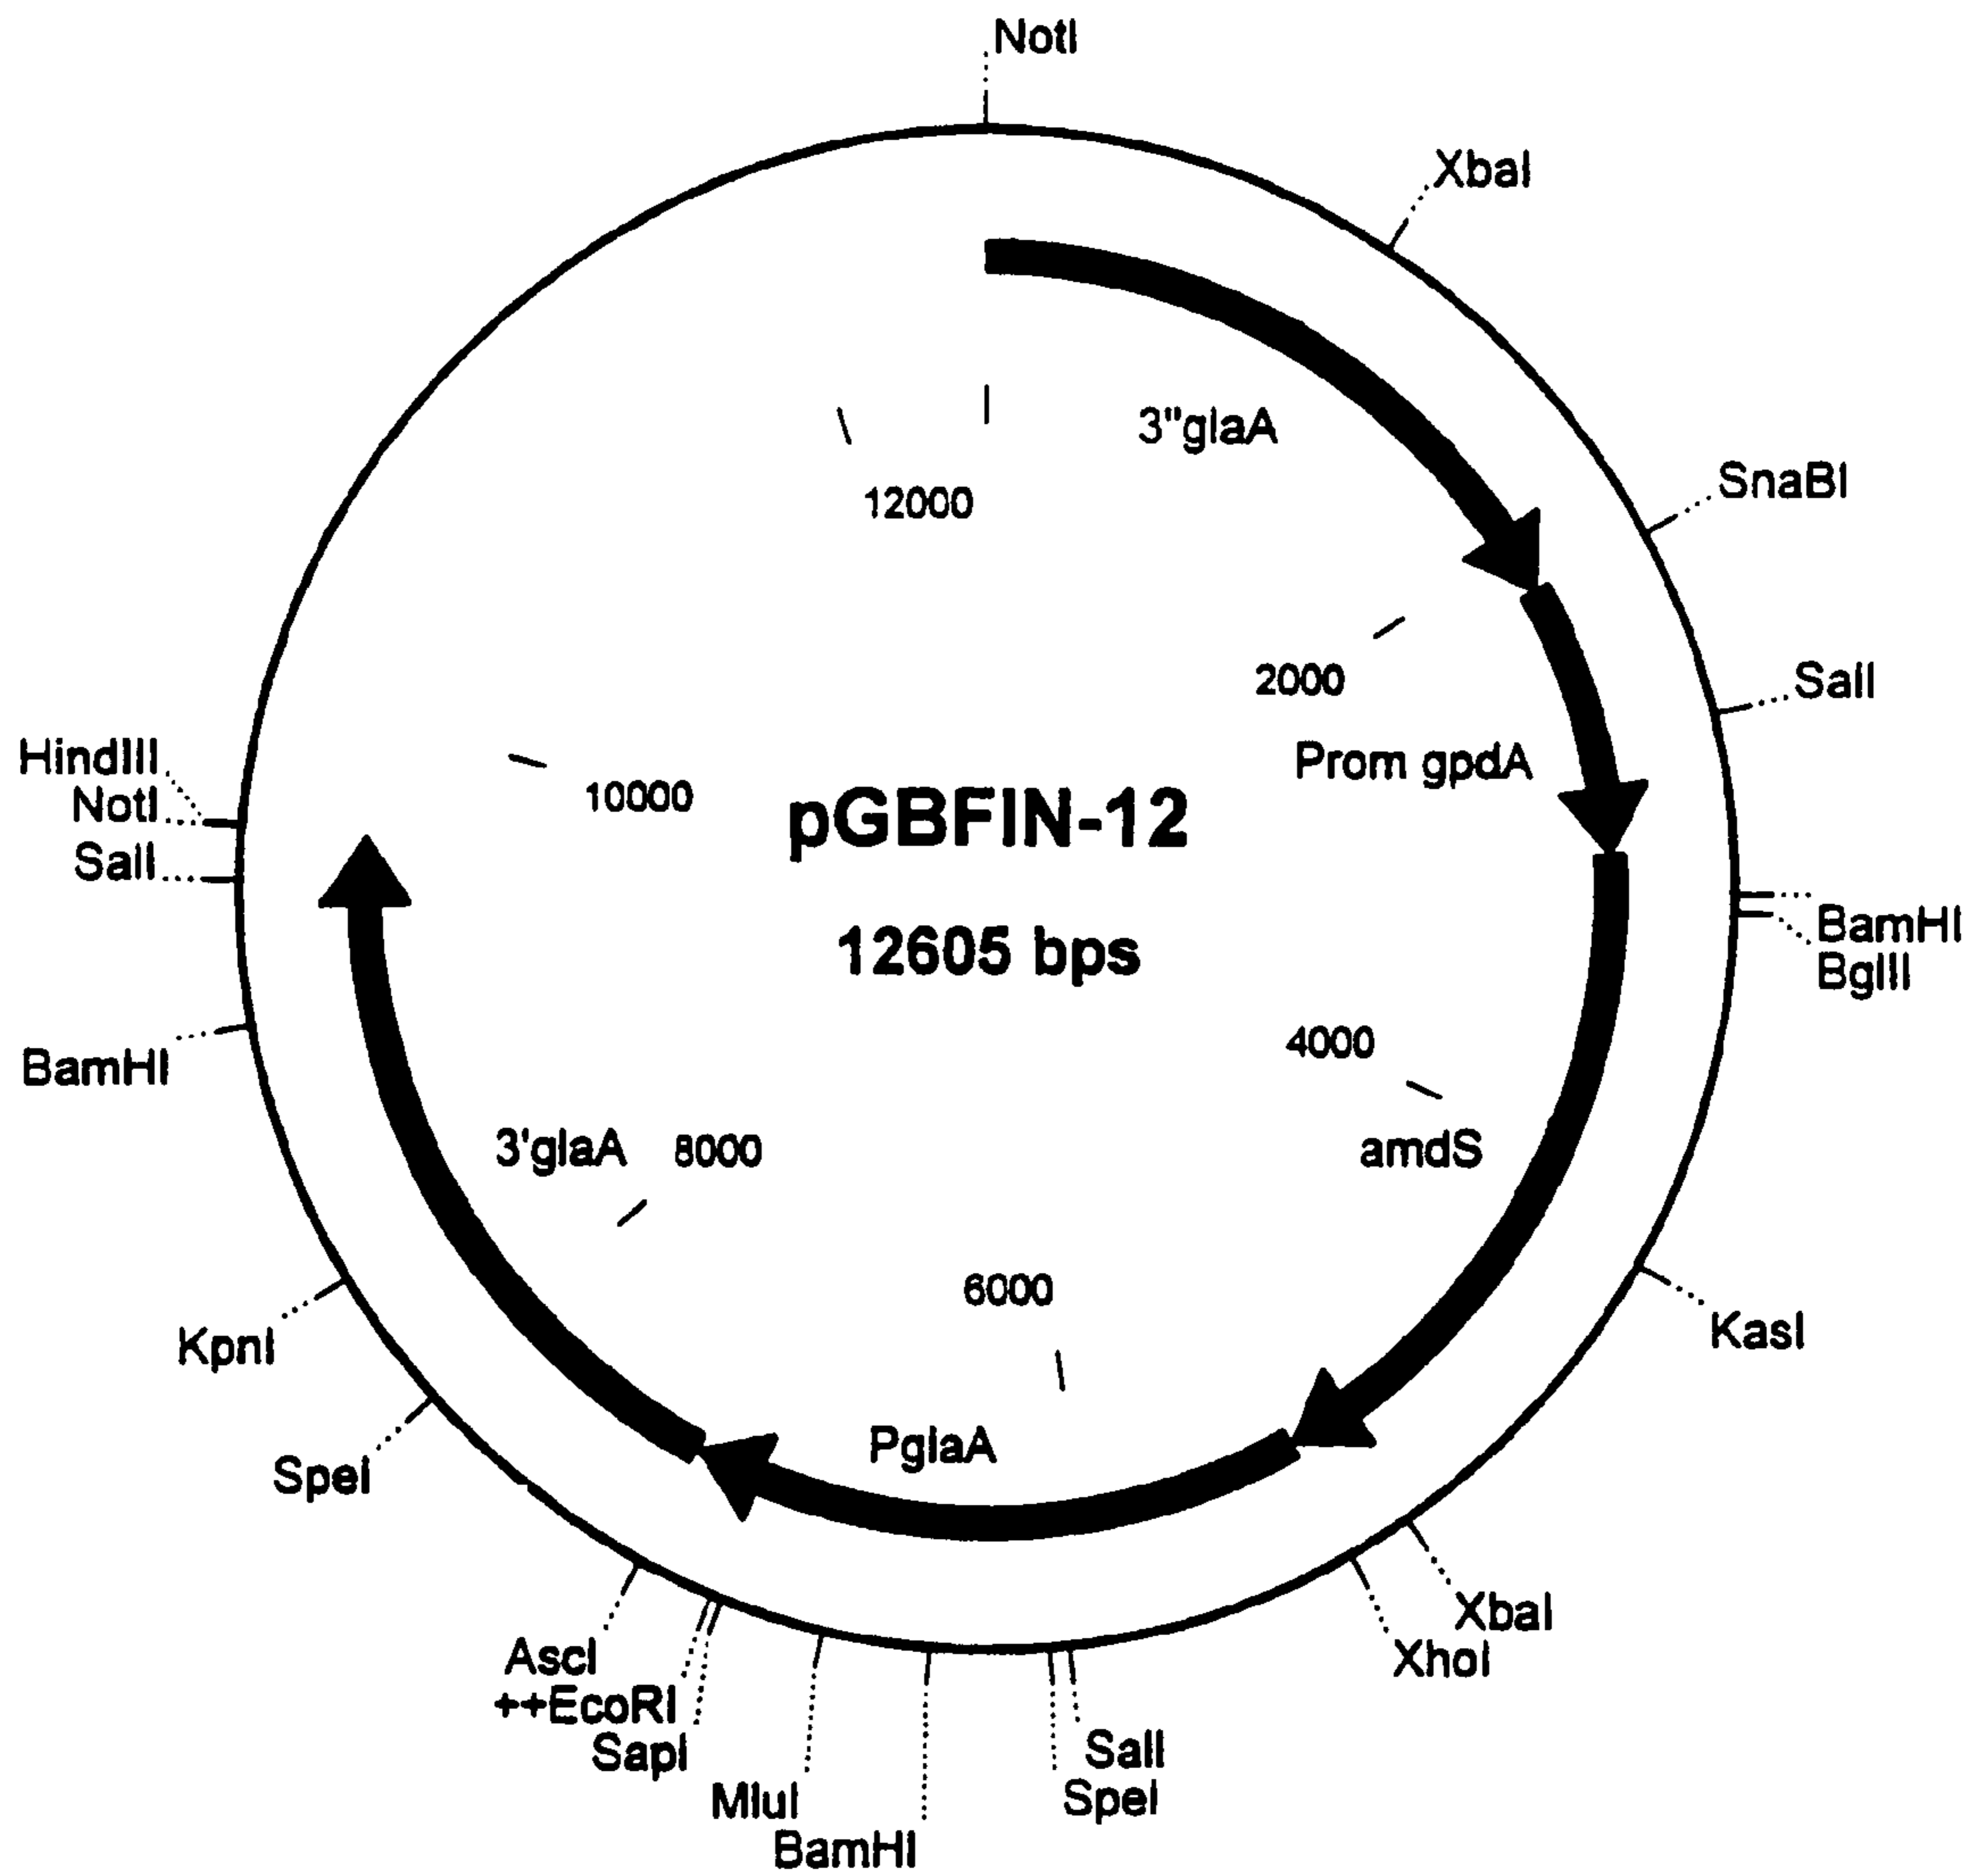 NotI
XbaI
3"glaA
SnaBI
12000
2000
SalI
Prom gpdA
HindIII
NotI
SalI
10000
pGBFIN-12
12605 bps
BamHI
BglII
4000
BamHI
3'glaA
8000
amdS
6000
KasI
KpnI
PglaA
SpeI
XbaI
XhoI
AscI
++EcoRI
SapI
SalI
SpeI
MluI
BamHI